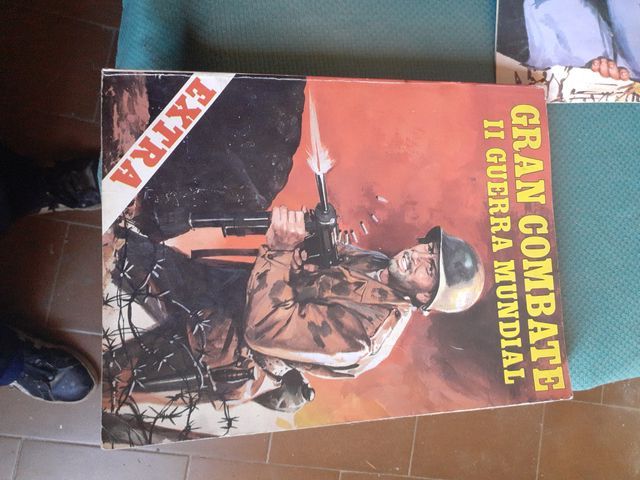 GRAN COMBATE
II GUERRA MUNDIAL
EXTRA